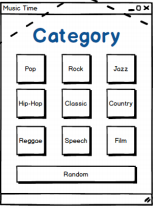 Music Time
Category
Pop Rock Jazz
Hip-Hop Classic Country
Reggae Speech Film
Random